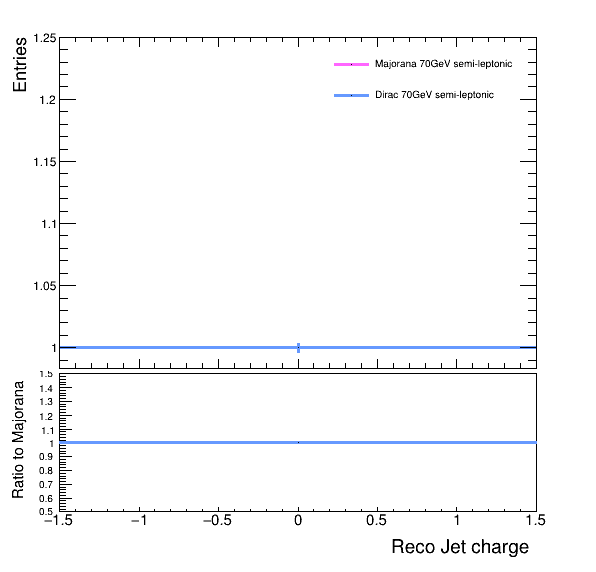 Entries
1.25
1.2
1.15
1.1
1.05
1
Majorana 70GeV semi-leptonic
Dirac 70GeV semi-leptonic
Ratio to Majorana
1.5
1.4
1.3
1.2
1.1
1
0.9
0.8
0.7
0.6
0.5
−1.5 −1 −0.5 0 0.5 1 1.5
Reco Jet charge